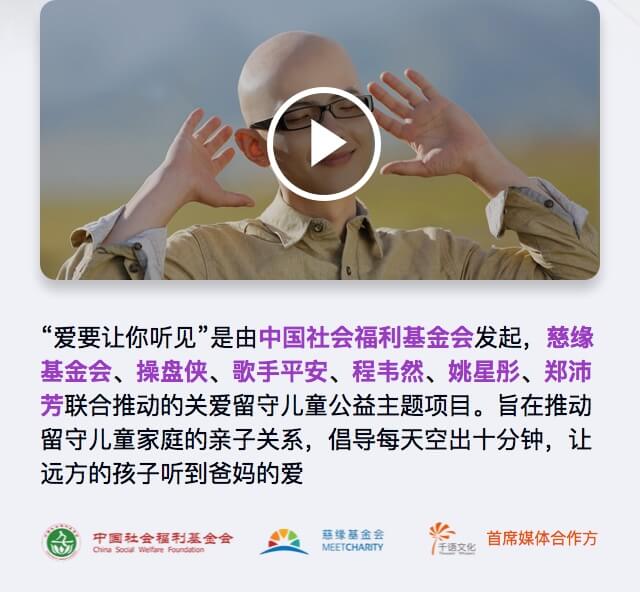 “爱要让你听见”是由中国社会福利基金会发起，慈缘
基金会、操盘侠、歌手平安、程韦然、姚星彤、郑沛
芳联合推动的关爱留守儿童公益主题项目。旨在推动
留守儿童家庭的亲子关系，倡导每天空出十分钟，让
远方的孩子听到爸妈的爱
中国社会福利基金会
China Social Welfare Foundation
慈缘基金会
MEETCHARITY
千语文化
首席媒体合作方